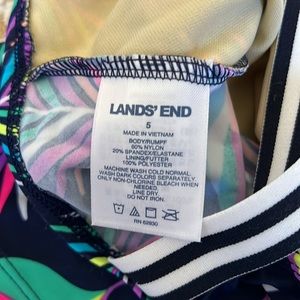 LANDS' END
5
MADE IN VIETNAM
BODY/RUMPF
80% NYLON
20% SPANDEX/ELASTANE
LINING/FUTTER
100% POLYESTER
MACHINE WASH COLD NORMAL.
WASH DARK COLORS SEPARATELY.
ONLY NON-CHLORINE BLEACH WHEN
NEEDED.
LINE DRY.
DO NOT IRON.
RN 62830